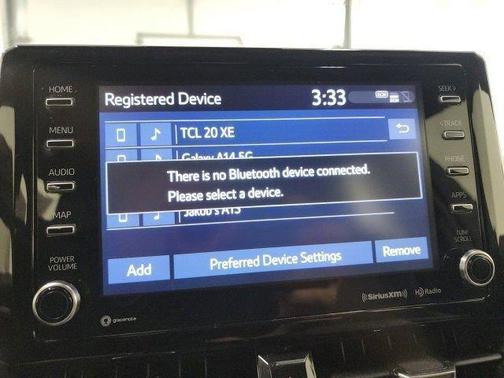 HOME
MENU
AUDIO
MAP
POWER
VOLUME
Registered Device
3:33
TCL 20 XE
Galaxy A14 5G
There is no Bluetooth device connected.
Please select a device.
Jakob's A13
Add
Preferred Device Settings
Remove
SEEK >
< TRACK
PHONE
APPS
TUNE
SCROLL
gracenote
((SiriusXM))
HD Radio